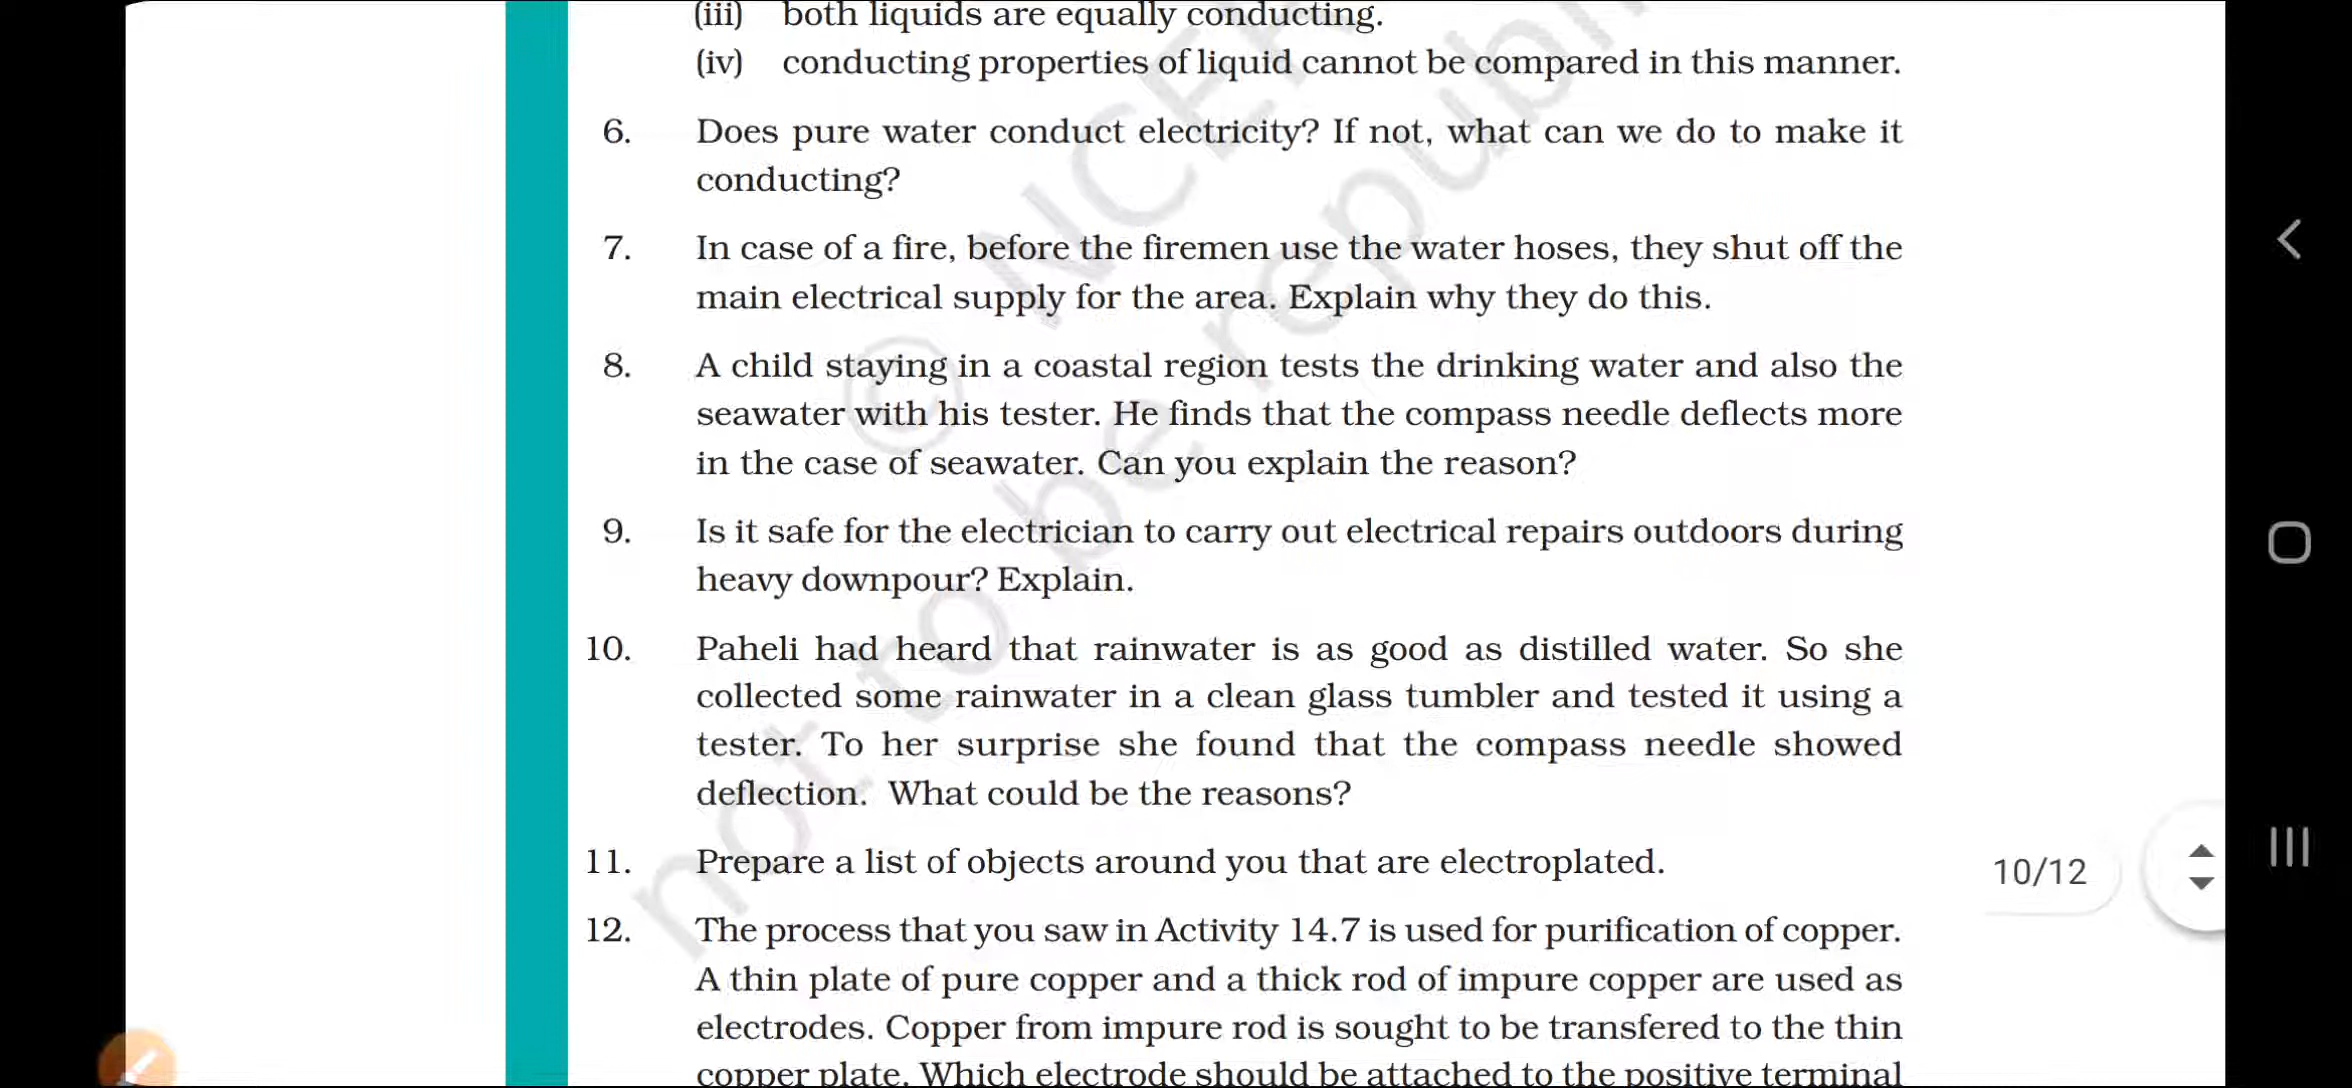 (iii) both liquids are equally conducting.
(iv) conducting properties of liquid cannot be compared in this manner.
6. Does pure water conduct electricity? If not, what can we do to make it
conducting?
7. In case of a fire, before the firemen use the water hoses, they shut off the
main electrical supply for the area. Explain why they do this.
8. A child staying in a coastal region tests the drinking water and also the
seawater with his tester. He finds that the compass needle deflects more
in the case of seawater. Can you explain the reason?
9. Is it safe for the electrician to carry out electrical repairs outdoors during
heavy downpour? Explain.
10. Paheli had heard that rainwater is as good as distilled water. So she
collected some rainwater in a clean glass tumbler and tested it using a
tester. To her surprise she found that the compass needle showed
deflection. What could be the reasons?
11. Prepare a list of objects around you that are electroplated.
10/12
12. The process that you saw in Activity 14.7 is used for purification of copper.
A thin plate of pure copper and a thick rod of impure copper are used as
electrodes. Copper from impure rod is sought to be transfered to the thin
copper plate. Which electrode should be attached to the positive terminal
©
not to be